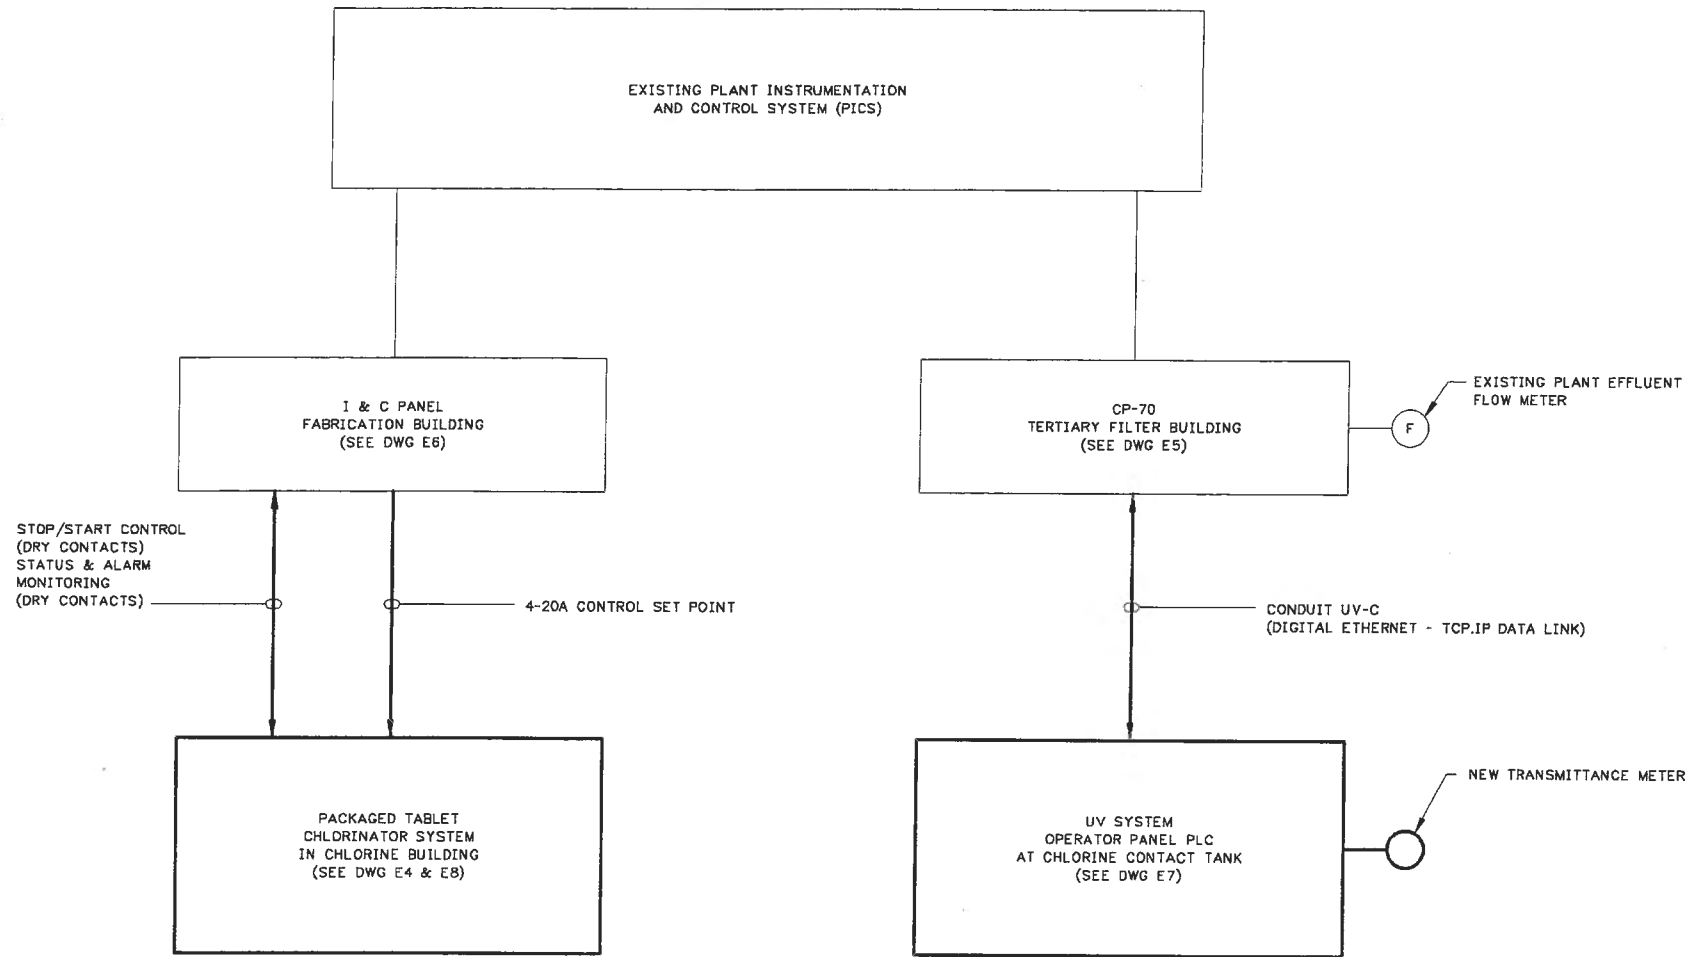 EXISTING PLANT INSTRUMENTATION
AND CONTROL SYSTEM (PICS)
I & C PANEL
FABRICATION BUILDING
(SEE DWG E6)
CP-70
TERTIARY FILTER BUILDING
(SEE DWG E5)
F
EXISTING PLANT EFFLUENT
FLOW METER
STOP/START CONTROL
(DRY CONTACTS)
STATUS & ALARM
MONITORING
(DRY CONTACTS)
4-20A CONTROL SET POINT
CONDUIT UV-C
(DIGITAL ETHERNET - TCP.IP DATA LINK)
PACKAGED TABLET
CHLORINATOR SYSTEM
IN CHLORINE BUILDING
(SEE DWG E4 & E8)
UV SYSTEM
OPERATOR PANEL PLC
AT CHLORINE CONTACT TANK
(SEE DWG E7)
NEW TRANSMITTANCE METER